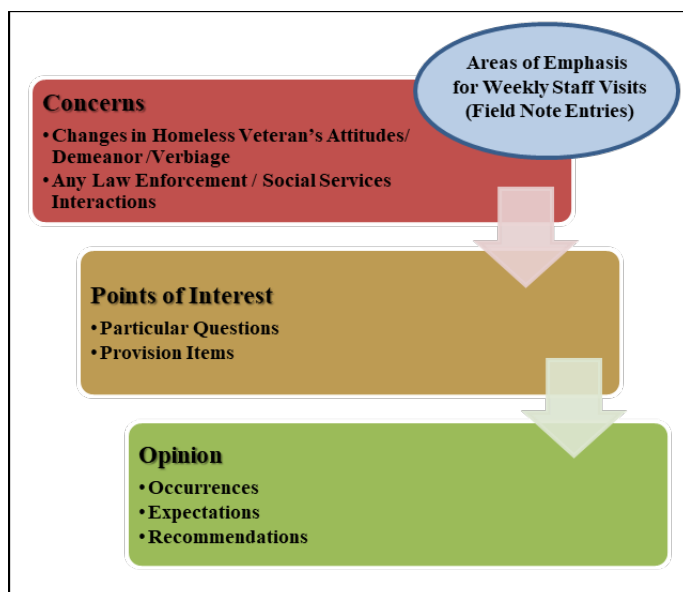 Areas of Emphasis
for Weekly Staff Visits
(Field Note Entries)
Concerns
• Changes in Homeless Veteran's Attitudes/
Demeanor /Verbiage
• Any Law Enforcement / Social Services
Interactions
Points of Interest
• Particular Questions
• Provision Items
Opinion
• Occurrences
• Expectations
• Recommendations